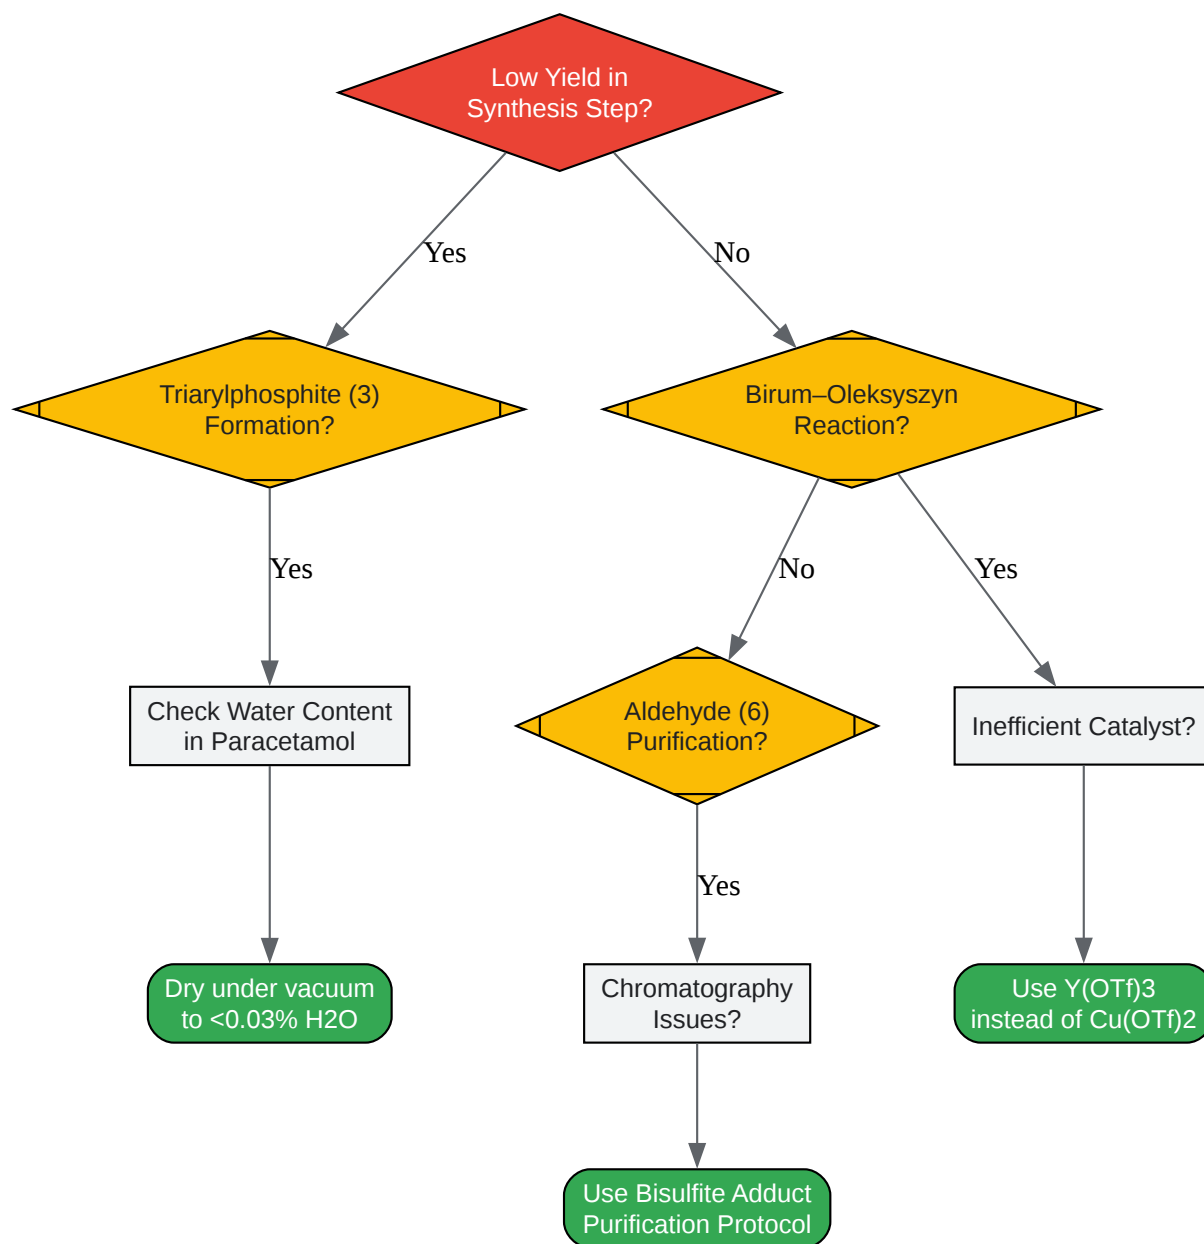 Low Yield in
Synthesis Step?
Yes
No
Triarylphosphite (3)
Formation?
Birum–Oleksyszyn
Reaction?
Yes
No
Yes
Check Water Content
in Paracetamol
Aldehyde (6)
Purification?
Inefficient Catalyst?
Yes
Dry under vacuum
to <0.03% H2O
Chromatography
Issues?
Use Y(OTf)3
instead of Cu(OTf)2
Use Bisulfite Adduct
Purification Protocol